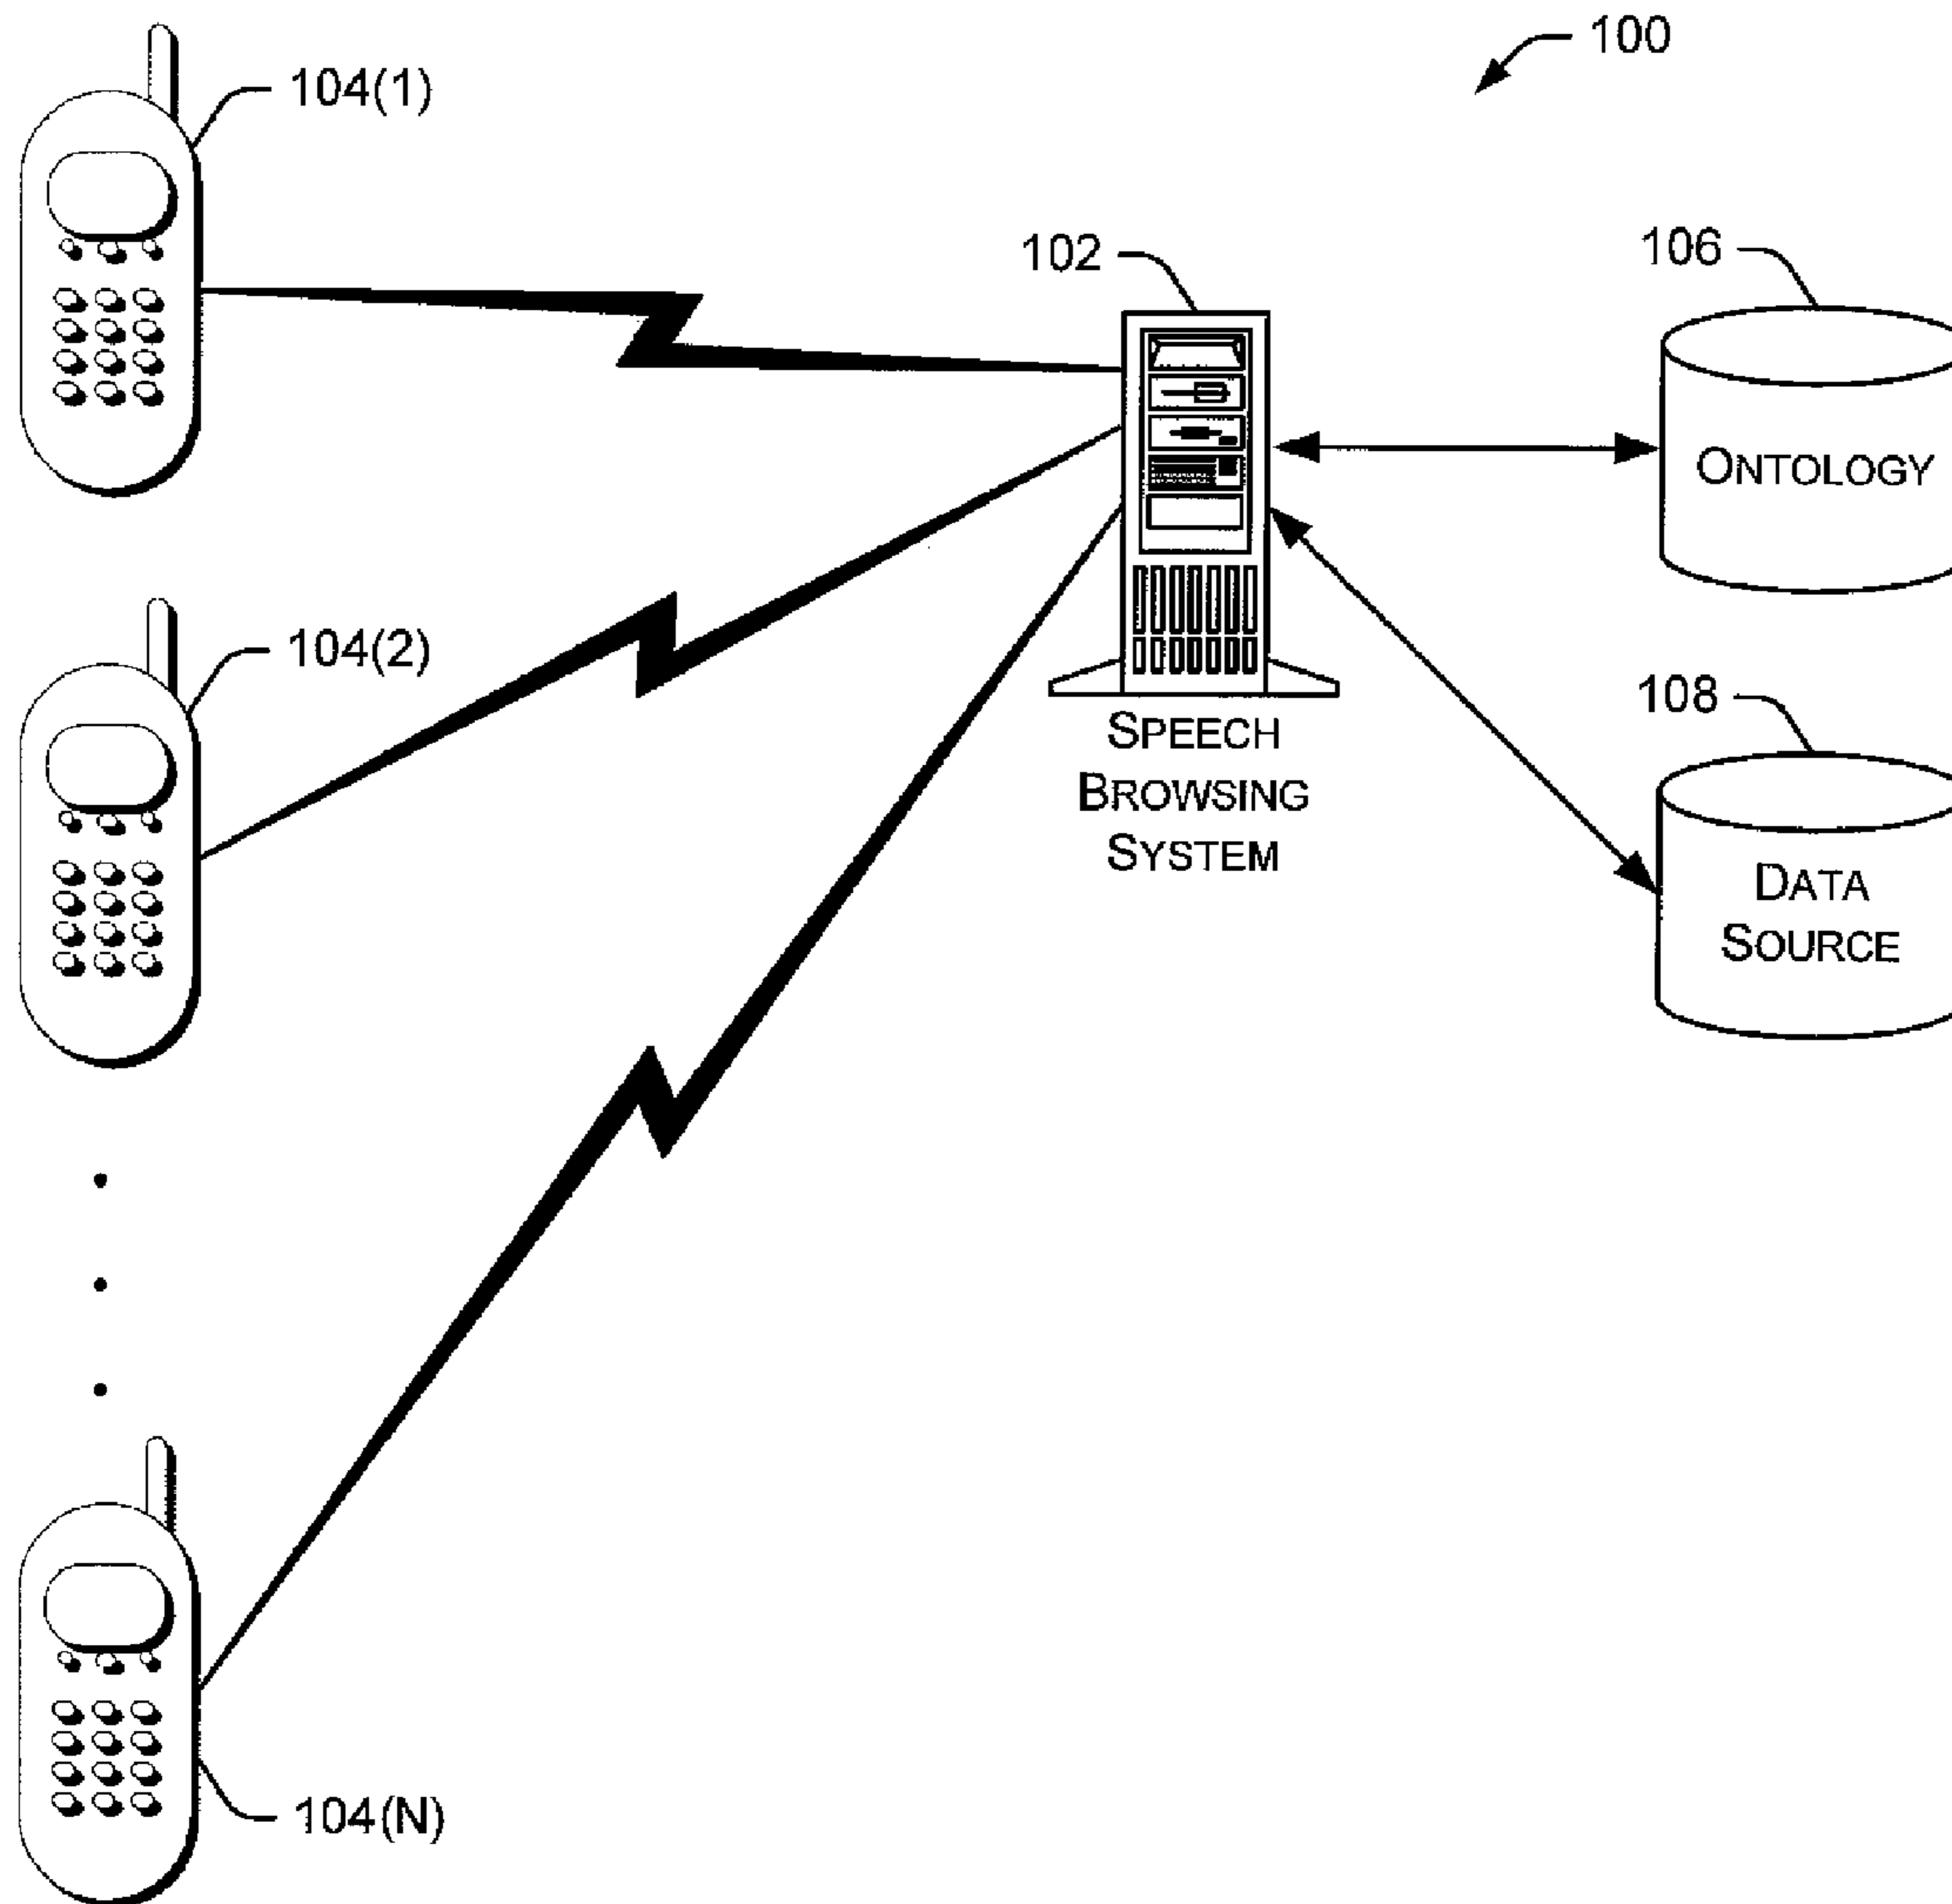 100
104(1)
102
106
ONTOLOGY
104(2)
108
SPEECH
BROWSING
SYSTEM
DATA
SOURCE
104(N)